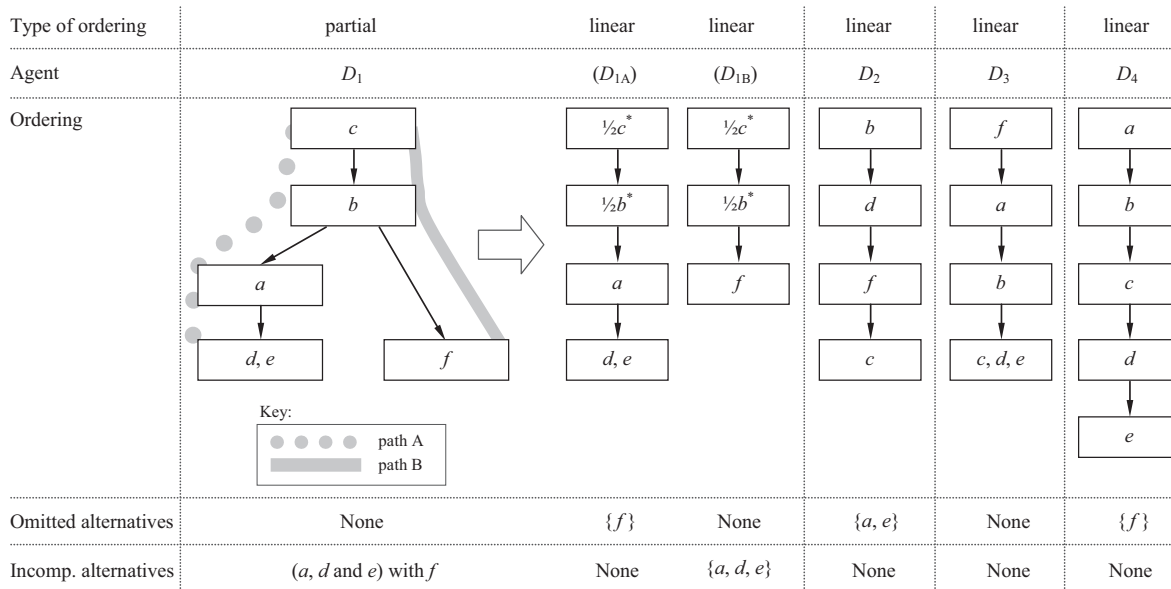 Type of ordering partial linear linear linear linear linear
Agent D1 (D1A) (D1B) D2 D3 D4
Ordering c ½c* ½c* b f a
b ½b* ½b* d a b
a a f f b c
d, e f d, e c c, d, e d
Key:
path A
path B
e
Omitted alternatives None {f} None {a, e} None {f}
Incomp. alternatives (a, d and e) with f None {a, d, e} None None None